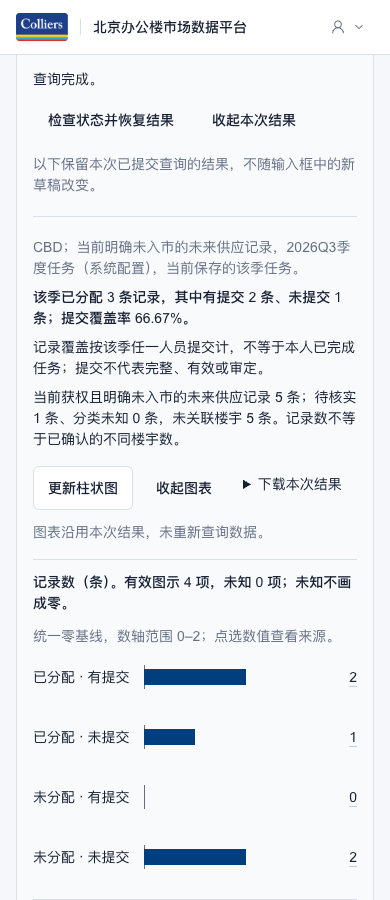 Colliers
北京办公楼市场数据平台
查询完成。
检查状态并恢复结果
收起本次结果
以下保留本次已提交查询的结果，不随输入框中的新
草稿改变。
CBD；当前明确未入市的未来供应记录，2026Q3季
度任务（系统配置），当前保存的该季任务。
该季已分配 3 条记录，其中有提交 2 条、未提交 1
条；提交覆盖率 66.67%。
记录覆盖按该季任一人员提交计，不等于本人已完成
任务；提交不代表完整、有效或审定。
当前获权且明确未入市的未来供应记录 5 条；待核实
1 条、分类未知 0 条，未关联楼宇 5 条。记录数不等
于已确认的不同楼宇数。
更新柱状图
收起图表
▶ 下载本次结果
图表沿用本次结果，未重新查询数据。
记录数（条）。有效图示 4 项，未知 0 项；未知不画
成零。
统一零基线，数轴范围 0–2；点选数值查看来源。
已分配 · 有提交 2
已分配 · 未提交 1
未分配 · 有提交 0
未分配 · 未提交 2